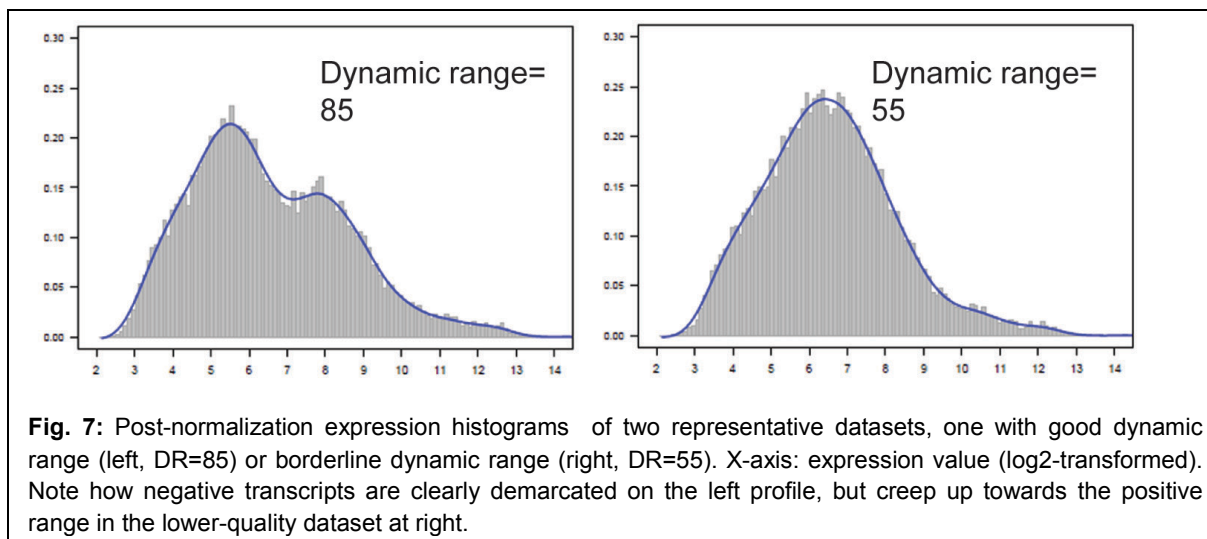 0.30
0.25
0.20
0.15
0.10
0.05
0.00
Dynamic range=
85
2 3 4 5 6 7 8 9 10 11 12 13 14
0.30
0.25
0.20
0.15
0.10
0.05
0.00
Dynamic range=
55
2 3 4 5 6 7 8 9 10 11 12 13 14
Fig. 7: Post-normalization expression histograms of two representative datasets, one with good dynamic
range (left, DR=85) or borderline dynamic range (right, DR=55). X-axis: expression value (log2-transformed).
Note how negative transcripts are clearly demarcated on the left profile, but creep up towards the positive
range in the lower-quality dataset at right.